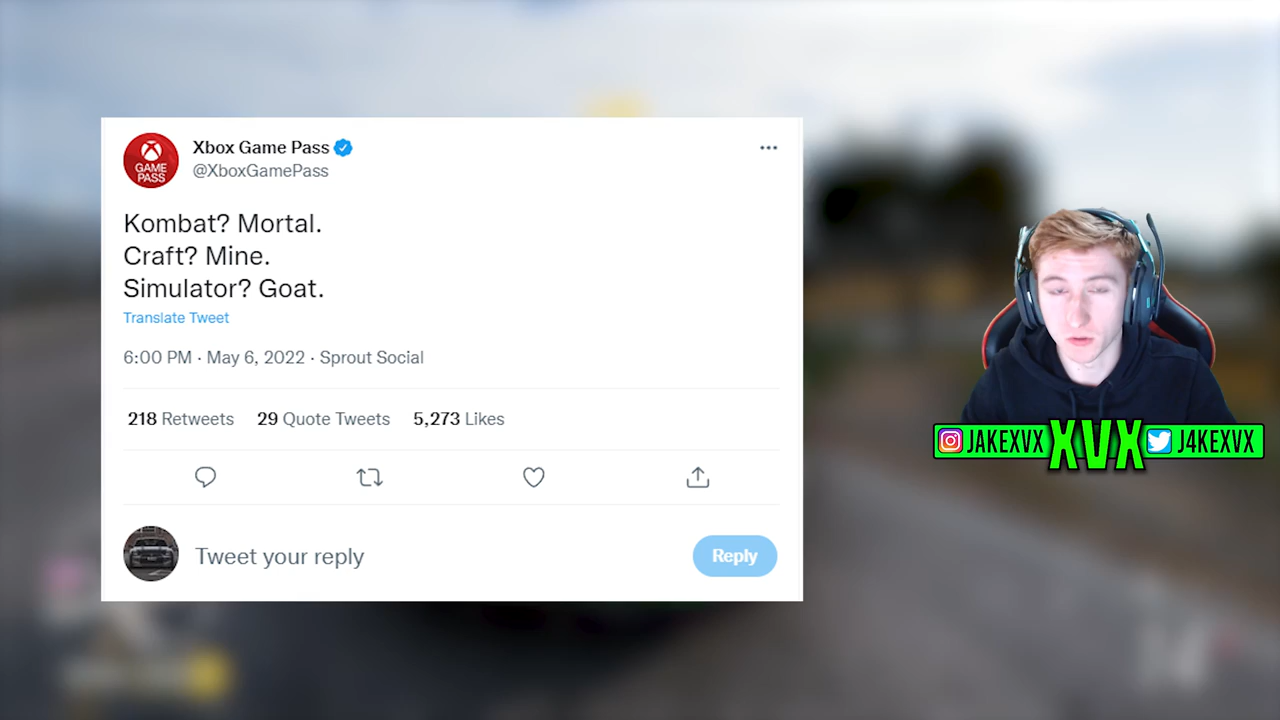 Xbox Game Pass
@XboxGamePass
GAME
PASS
Kombat? Mortal.
Craft? Mine.
Simulator? Goat.
Translate Tweet
6:00 PM · May 6, 2022 · Sprout Social
218 Retweets 29 Quote Tweets 5,273 Likes
Tweet your reply
Reply
JAKEXVX XVX J4KEXVX